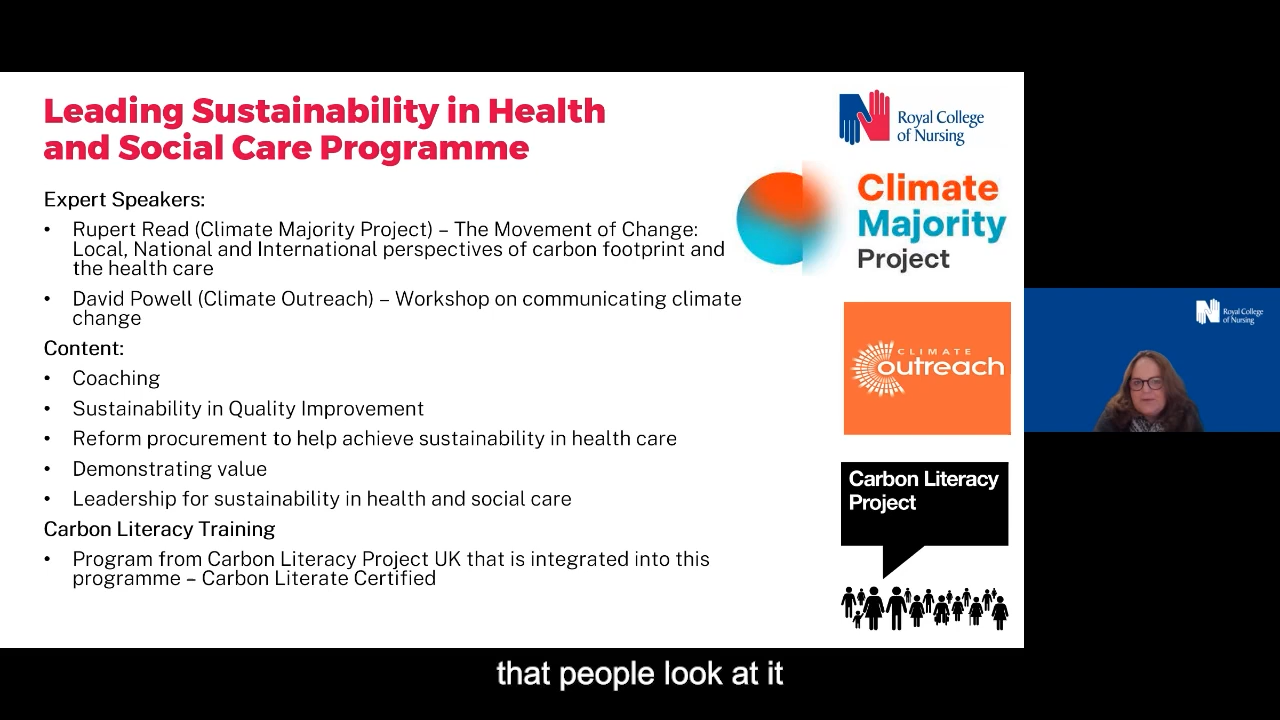 Leading Sustainability in Health
and Social Care Programme
Expert Speakers:
• Rupert Read (Climate Majority Project) – The Movement of Change:
Local, National and International perspectives of carbon footprint and
the health care
• David Powell (Climate Outreach) – Workshop on communicating climate
change
Content:
• Coaching
• Sustainability in Quality Improvement
• Reform procurement to help achieve sustainability in health care
• Demonstrating value
• Leadership for sustainability in health and social care
Carbon Literacy Training
• Program from Carbon Literacy Project UK that is integrated into this
programme – Carbon Literate Certified
Royal College
of Nursing
Climate
Majority
Project
CLIMATE
outreach
Carbon Literacy
Project
Royal College
of Nursing
that people look at it